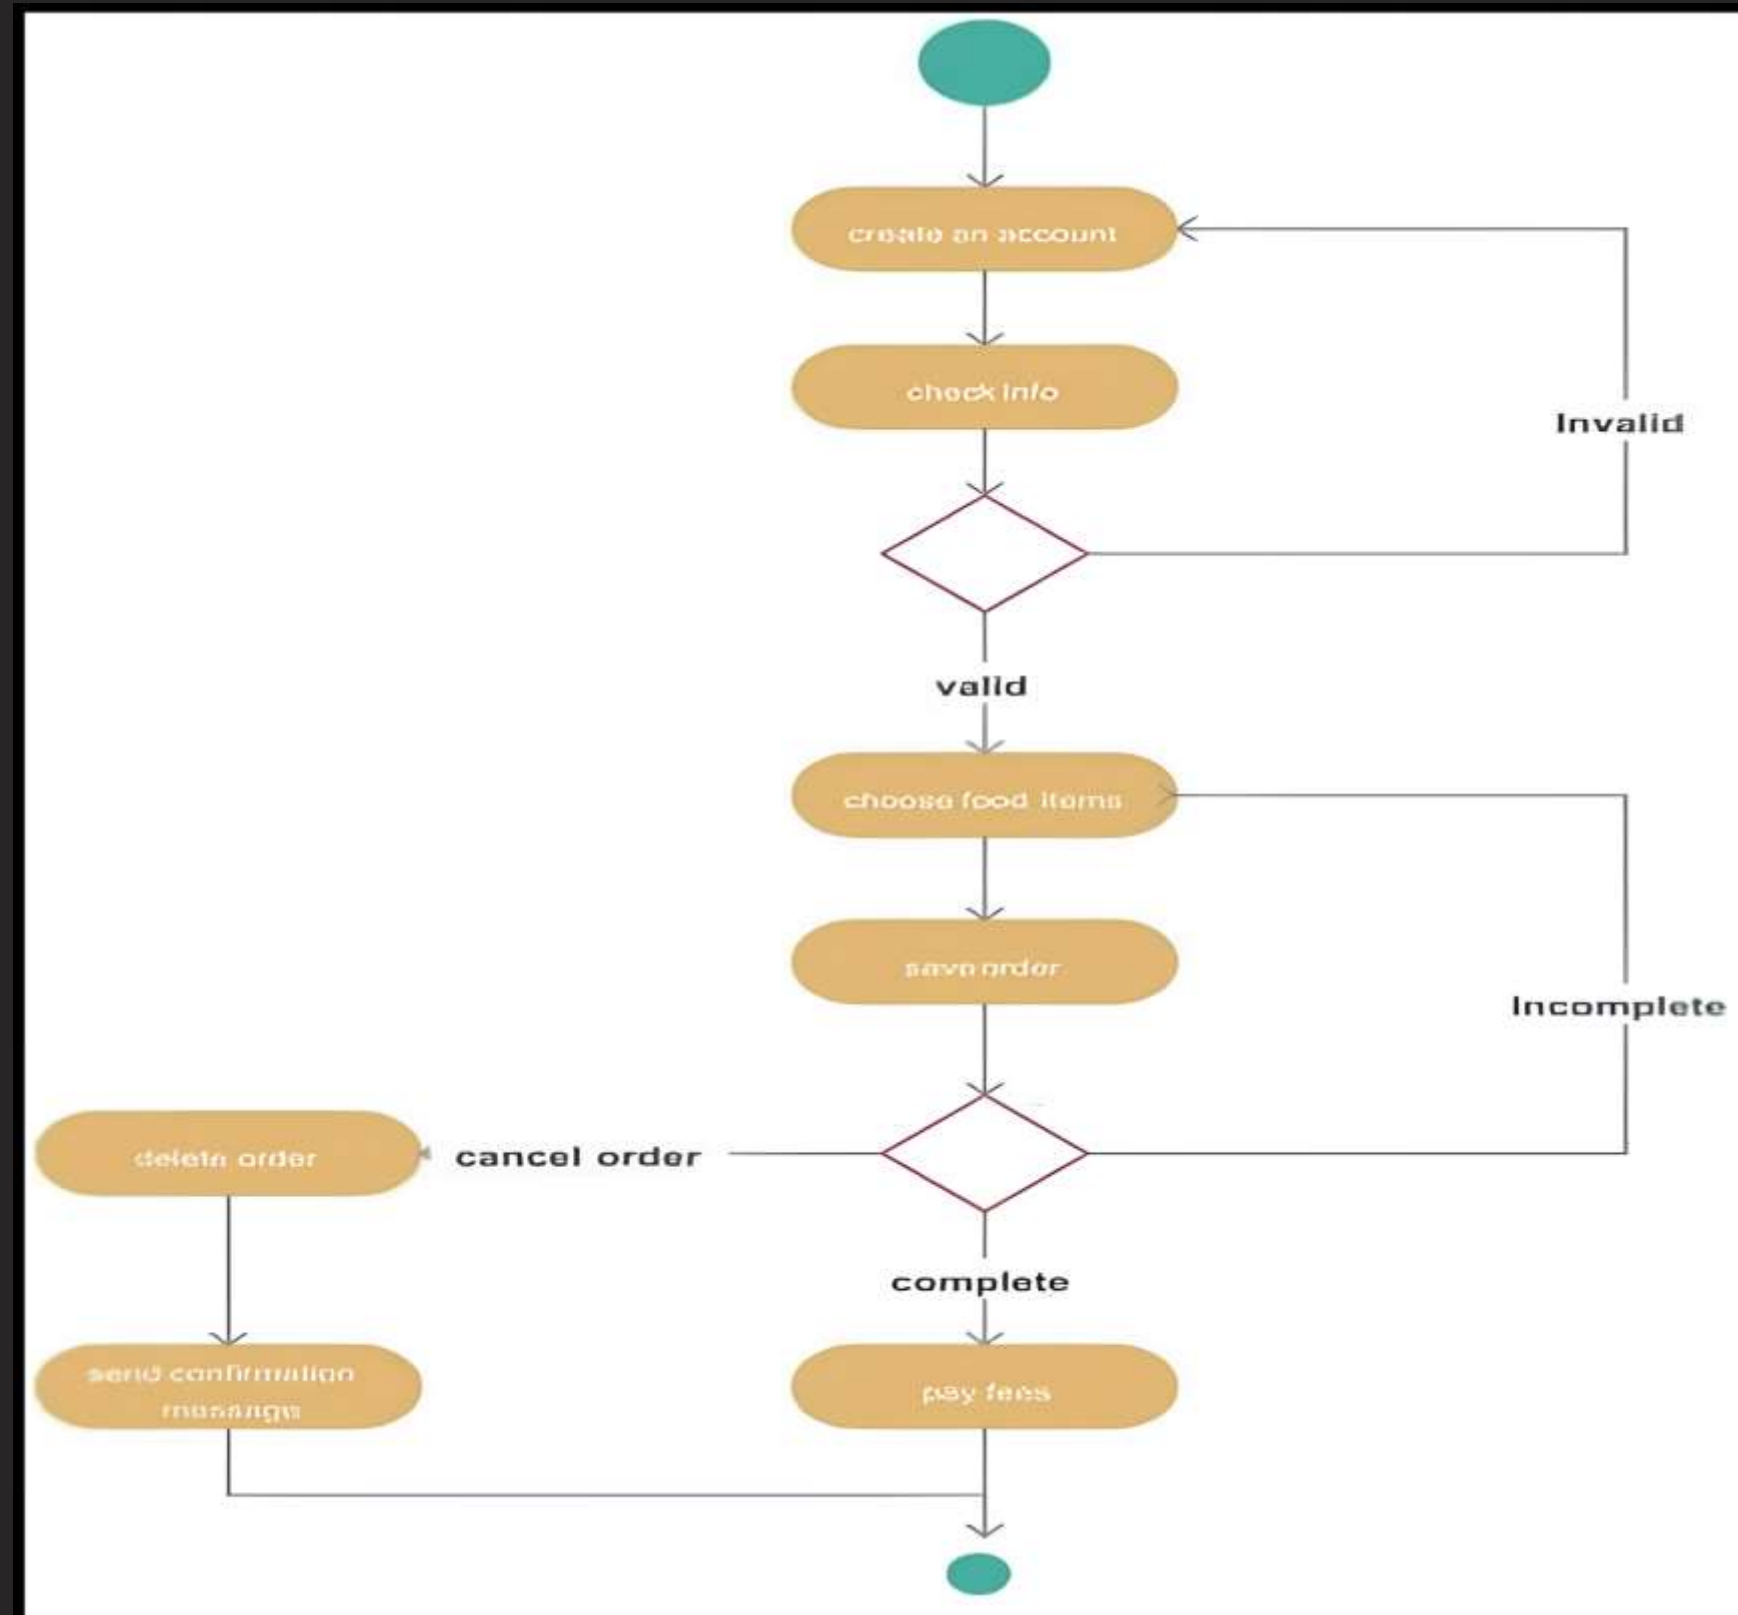 create an account
check info
Invalid
valid
choose food items
save order
Incomplete
delete order
cancel order
complete
send confirmation
message
pay fees